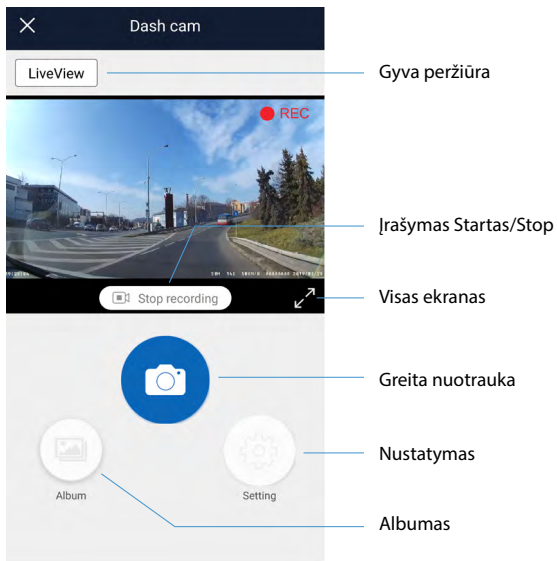 Dash cam
LiveView
Gyva peržiūra
REC
Įrašymas Startas/Stop
Stop recording
Visas ekranas
Greita nuotrauka
Nustatymas
Album
Setting
Albumas